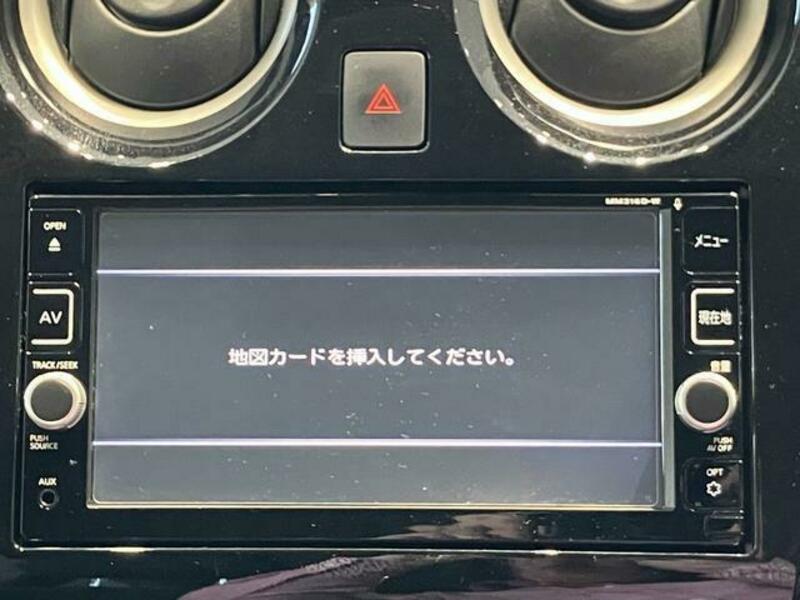 MM316D-W
OPEN
メニュー
AV
現在地
地図カードを挿入してください。
TRACK/SEEK
音量
PUSH
SOURCE
PUSH
AV OFF
AUX
OPT